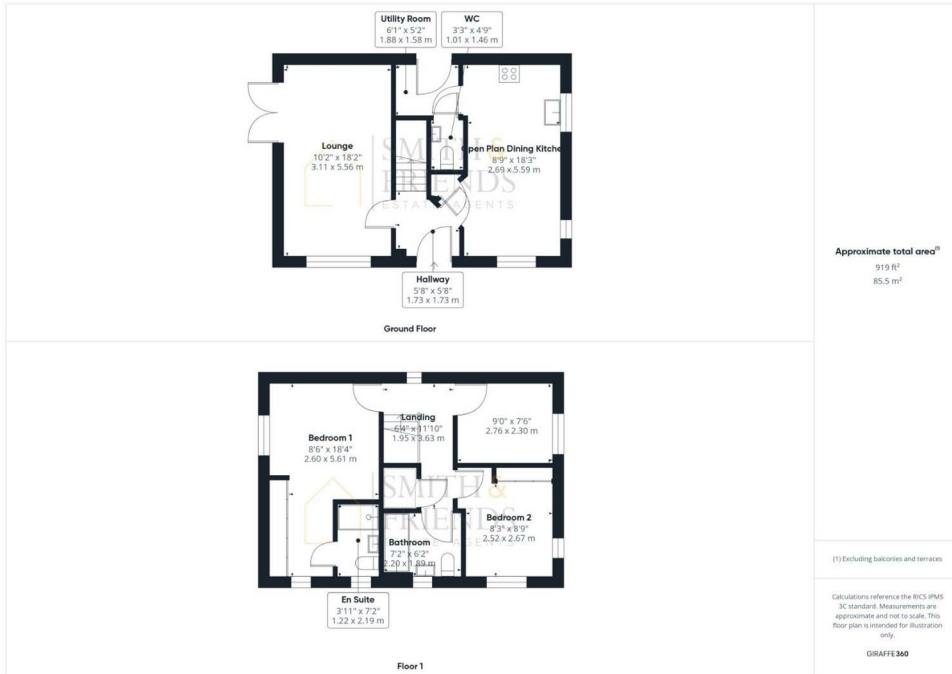 Utility Room
6'1" x 5'2"
1.88 x 1.58 m
WC
3'3" x 4'9"
1.01 x 1.46 m
Lounge
10'2" x 18'2"
3.11 x 5.56 m
Open Plan Dining Kitche
8'9" x 18'3"
2.69 x 5.59 m
SMITH &
FRIENDS
ESTATE AGENTS
Hallway
5'8" x 5'8"
1.73 x 1.73 m
Ground Floor
Approximate total area(1)
919 ft²
85.5 m²
Landing
6'4" x 11'10"
1.95 x 3.63 m
9'0" x 7'6"
2.76 x 2.30 m
Bedroom 1
8'6" x 18'4"
2.60 x 5.61 m
SMITH &
FRIENDS
AGENTS
Bedroom 2
8'3" x 8'9"
2.52 x 2.67 m
Bathroom
7'2" x 6'2"
2.20 x 1.89 m
En Suite
3'11" x 7'2"
1.22 x 2.19 m
Floor 1
(1) Excluding balconies and terraces
Calculations reference the RICS IPMS
3C standard. Measurements are
approximate and not to scale. This
floor plan is intended for illustration
only.
GIRAFFE360